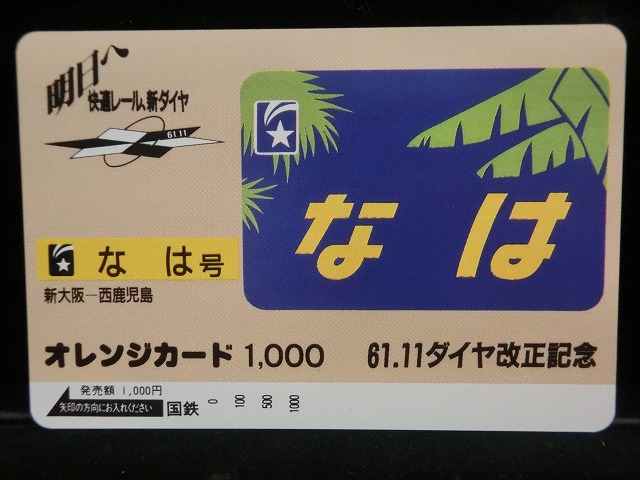 明日へ
快適レール、新ダイヤ
61.11
なは
なは号
新大阪ー西鹿児島
オレンジカード 1,000
61.11ダイヤ改正記念
発売額 1,000円
矢印の方向にお入れください
国鉄 0 100 500 1000